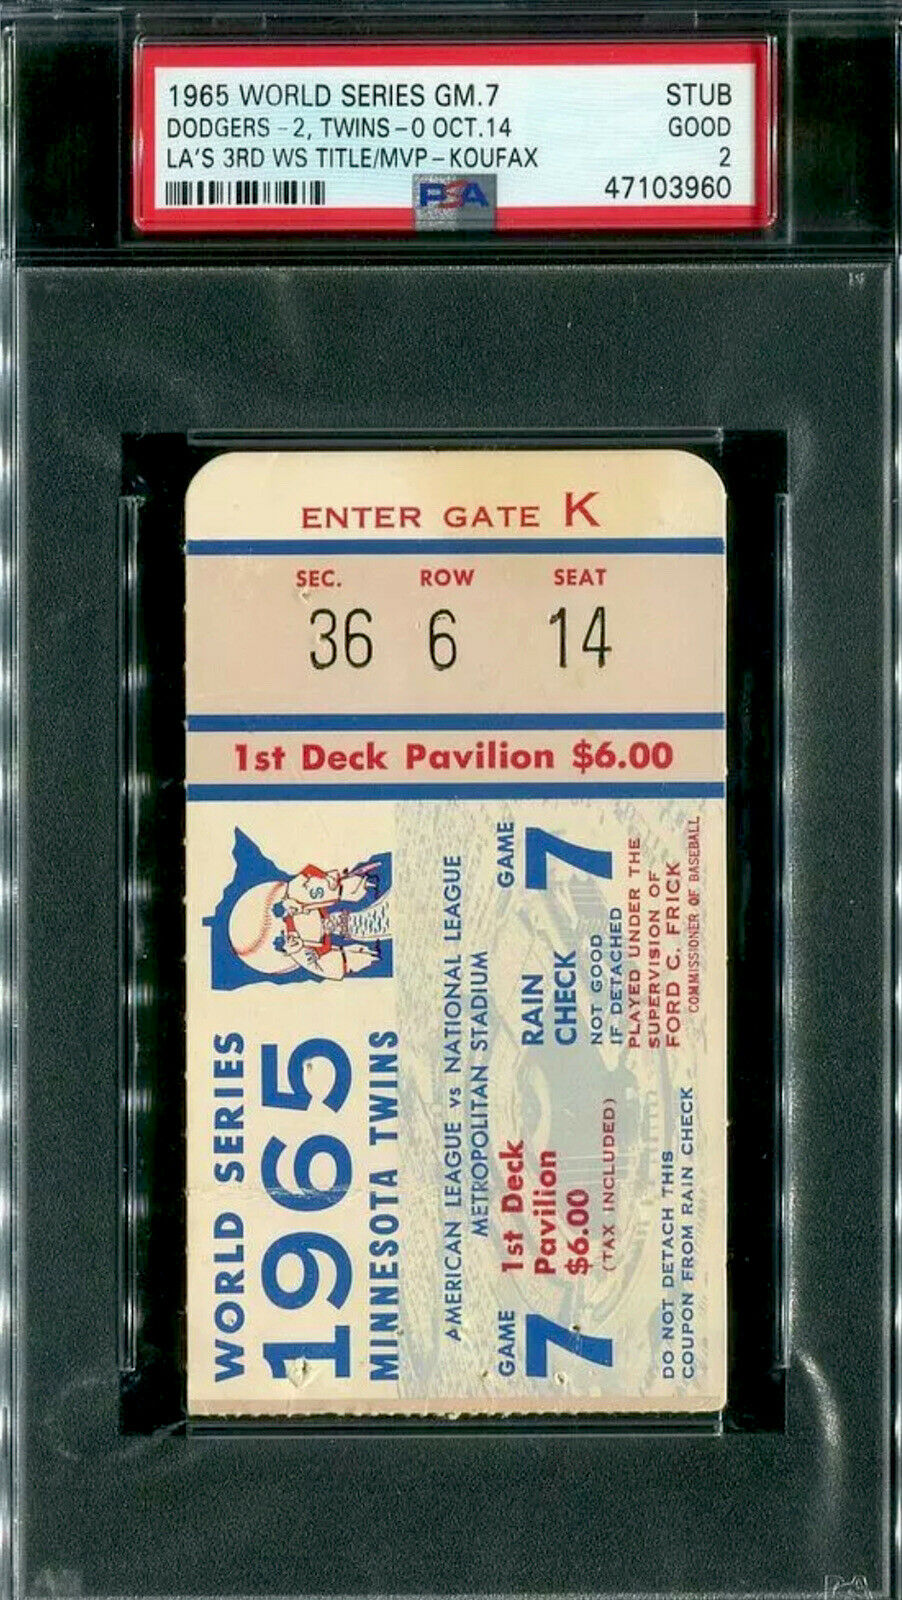 1965 WORLD SERIES GM.7 STUB
DODGERS -2, TWINS-0 OCT.14 GOOD
LA'S 3RD WS TITLE/MVP-KOUFAX 2
PSA 47103960
ENTER GATE K
SEC. ROW SEAT
36 6 14
1st Deck Pavilion $6.00
WORLD SERIES
1965
MINNESOTA TWINS
AMERICAN LEAGUE vs NATIONAL LEAGUE
METROPOLITAN STADIUM
GAME
7
1st Deck
Pavilion
$6.00
(TAX INCLUDED)
DO NOT DETACH THIS
COUPON FROM RAIN CHECK
GAME
7
RAIN
CHECK
NOT GOOD
IF DETACHED
PLAYED UNDER THE
SUPERVISION OF
FORD C. FRICK
COMMISSIONER OF BASEBALL